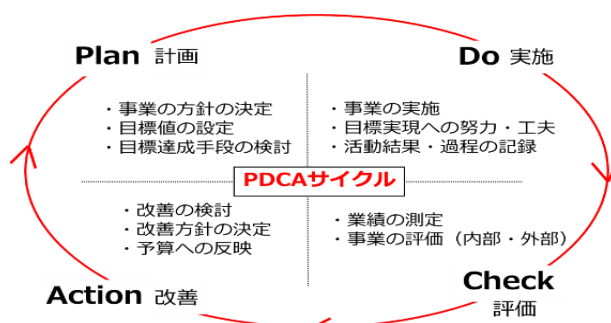 Plan 計画
・事業の方針の決定
・目標値の設定
・目標達成手段の検討
Do 実施
・事業の実施
・目標実現への努力・工夫
・活動結果・過程の記録
PDCAサイクル
・改善の検討
・改善方針の決定
・予算への反映
Action 改善
・業績の測定
・事業の評価（内部・外部）
Check
評価